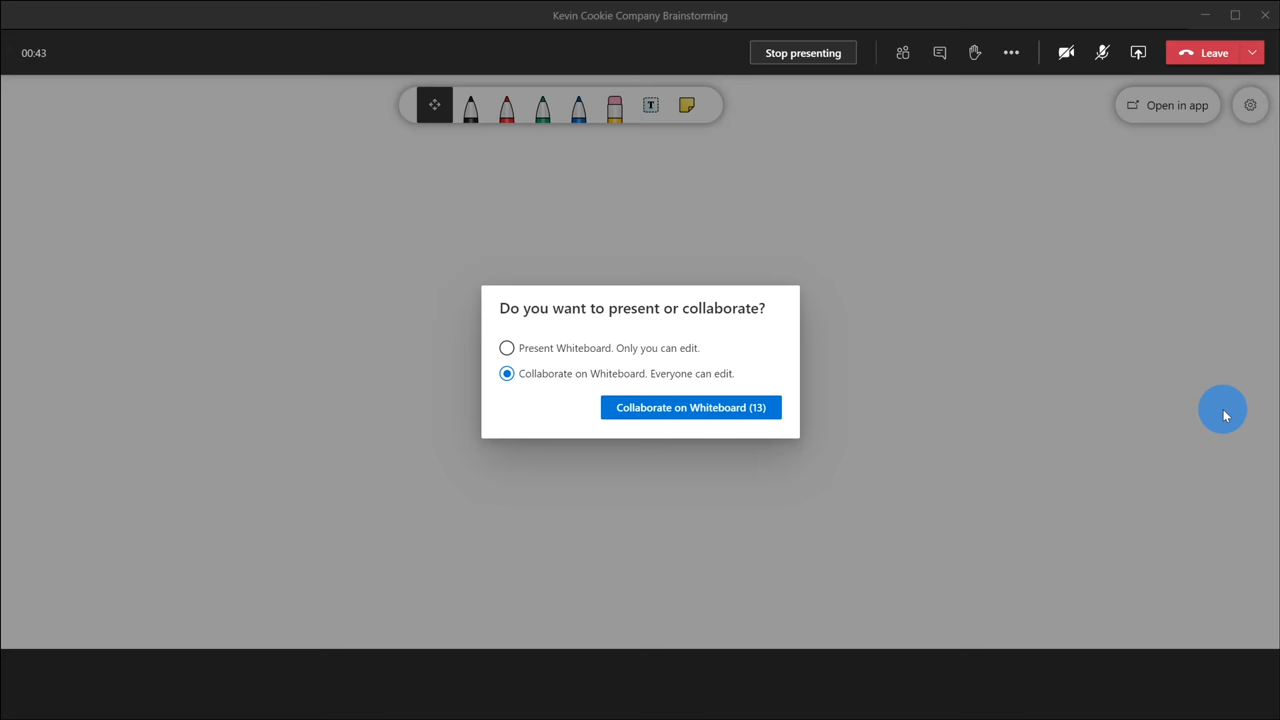 Kevin Cookie Company Brainstorming
00:43
Stop presenting
Leave
T
Open in app
Do you want to present or collaborate?
Present Whiteboard. Only you can edit.
Collaborate on Whiteboard. Everyone can edit.
Collaborate on Whiteboard (13)